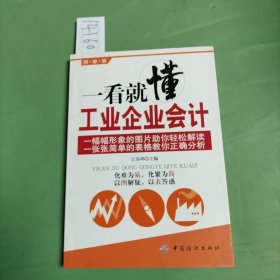 图·解·版
一看就懂
工业企业会计
一幅幅形象的图片助你轻松解读
一张张简单的表格教你正确分析
主编
YIKAN JIU DONG GONGYE QIYE KUAIJI
化难为易，化繁为简
以图解疑，以表答惑
中国纺织出版社